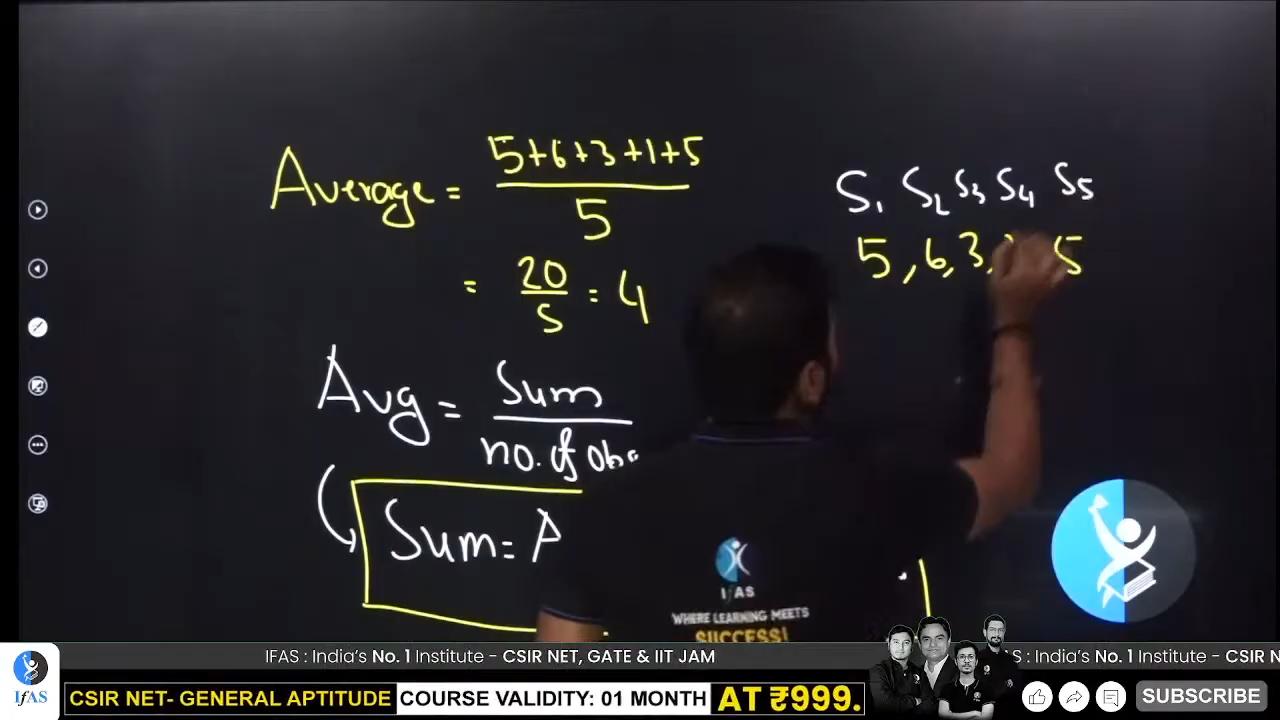 Average = 5+6+3+1+5
5
= 20
5
= 4
S1 S2 S3 S4 S5
5, 6, 3, 5
Avg = Sum
no. of obs
Sum =
IFAS
WHERE LEARNING MEETS
SUCCESS!
IFAS : India's No. 1 Institute - CSIR NET, GATE & IIT JAM
S : India's No. 1 Institute - CSIR N
IFAS
CSIR NET- GENERAL APTITUDE COURSE VALIDITY: 01 MONTH AT ₹999.
SUBSCRIBE